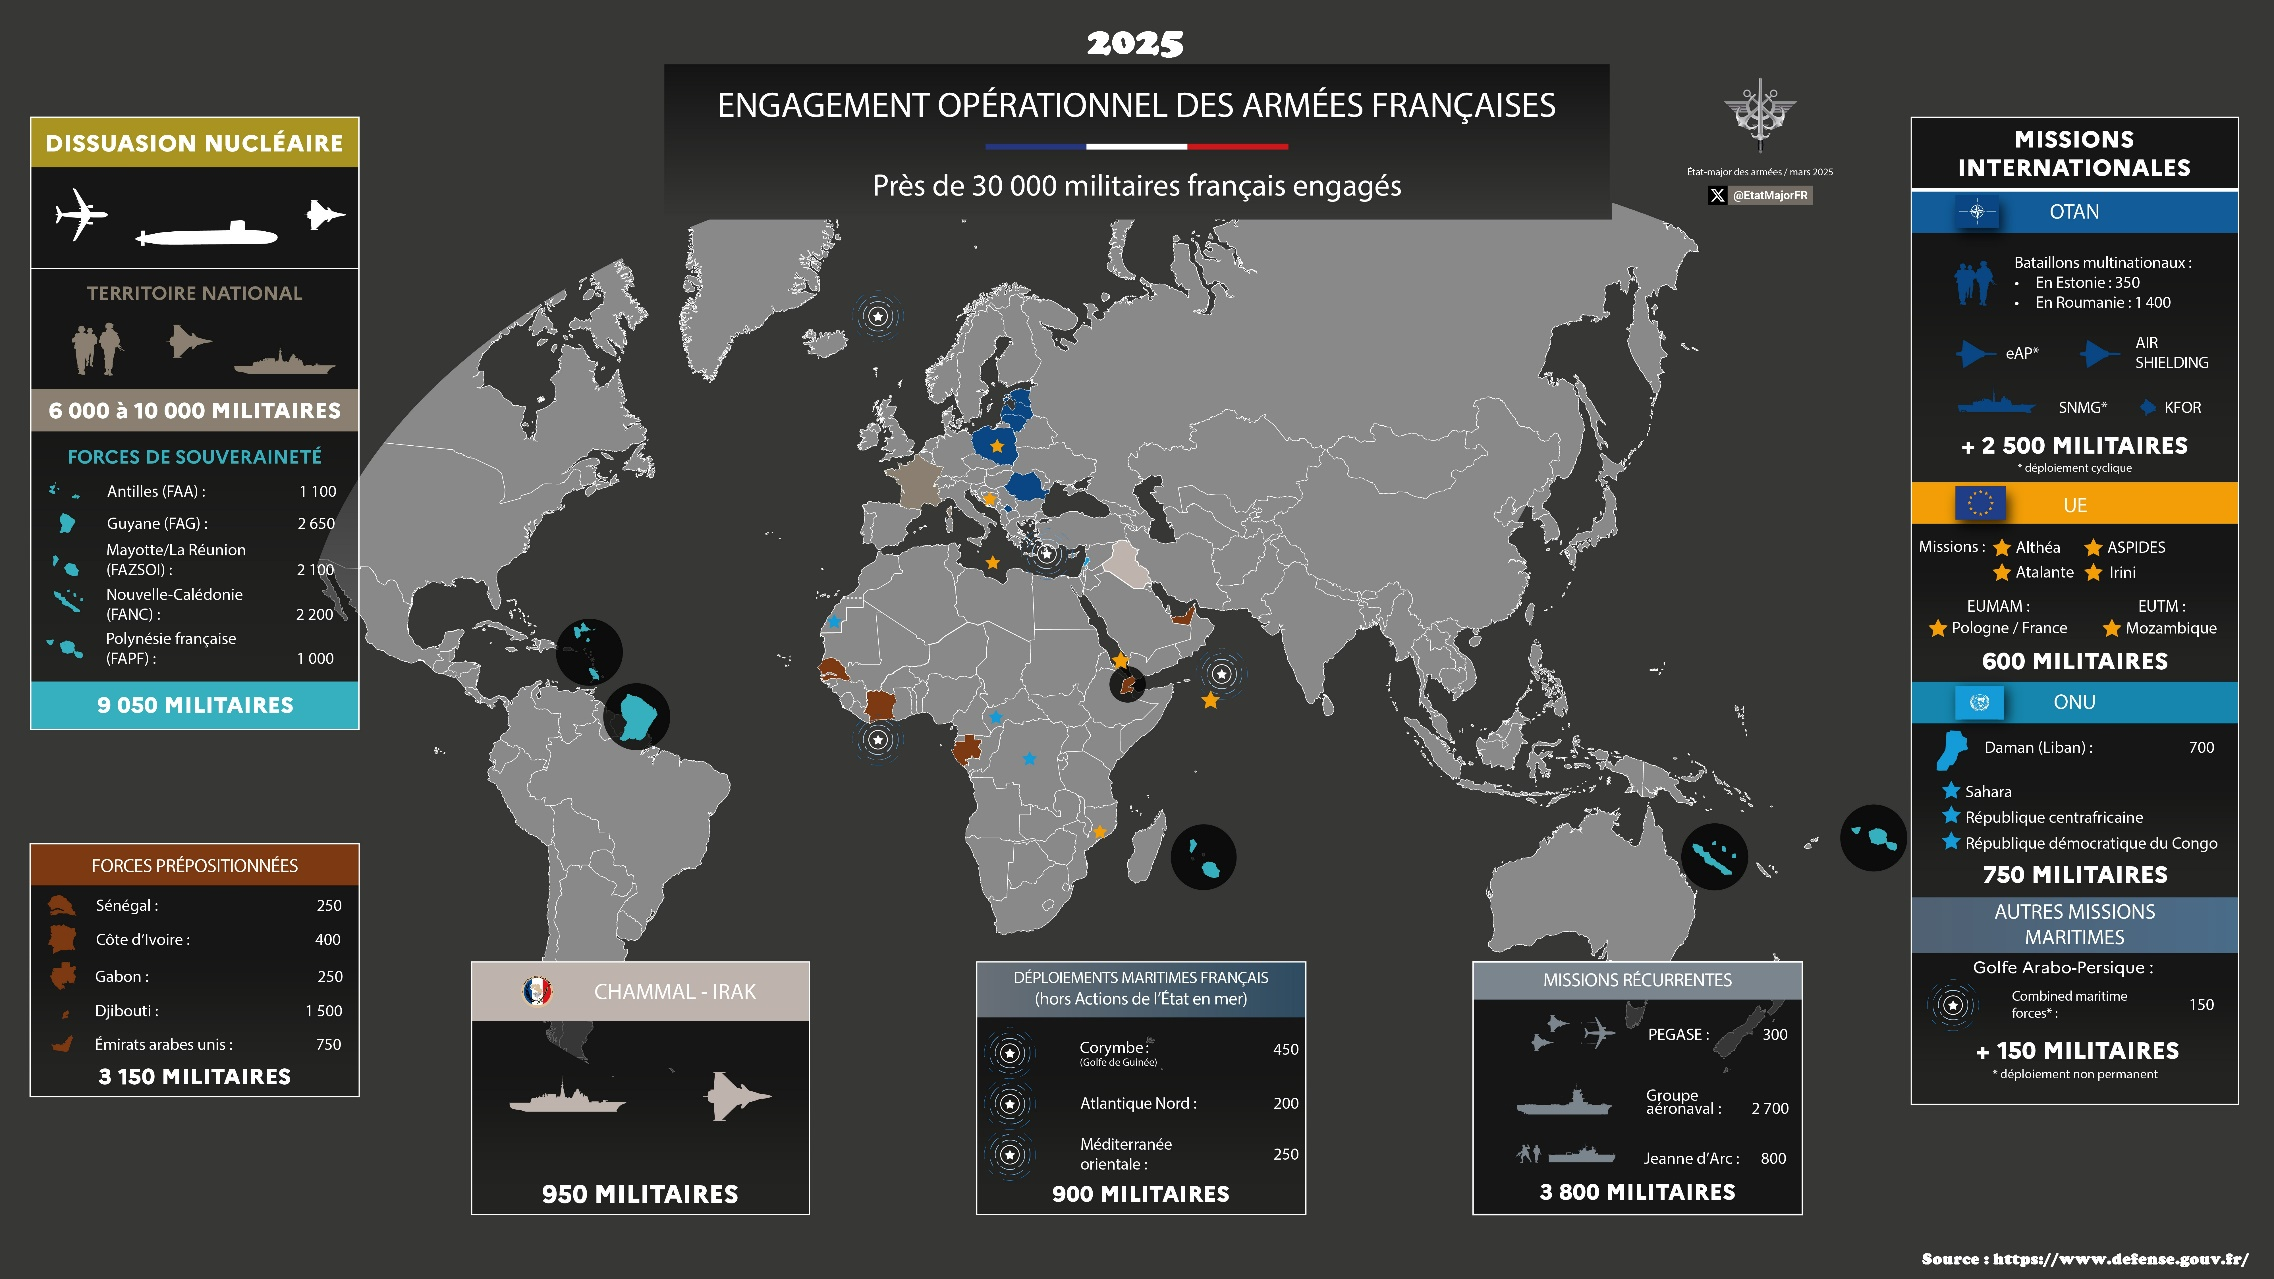 2025
ENGAGEMENT OPÉRATIONNEL DES ARMÉES FRANÇAISES
Près de 30 000 militaires français engagés
État-major des armées / mars 2025
X @EtatMajorFR
DISSUASION NUCLÉAIRE
TERRITOIRE NATIONAL
6 000 à 10 000 MILITAIRES
FORCES DE SOUVERAINETÉ
Antilles (FAA) : 1 100
Guyane (FAG) : 2 650
Mayotte/La Réunion
(FAZSOI) : 2 100
Nouvelle-Calédonie
(FANC) : 2 200
Polynésie française
(FAPF) : 1 000
9 050 MILITAIRES
FORCES PRÉPOSITIONNÉES
Sénégal : 250
Côte d'Ivoire : 400
Gabon : 250
Djibouti : 1 500
Émirats arabes unis : 750
3 150 MILITAIRES
CHAMMAL - IRAK
950 MILITAIRES
DÉPLOIEMENTS MARITIMES FRANÇAIS
(hors Actions de l'État en mer)
Corymbe : 450
(Golfe de Guinée)
Atlantique Nord : 200
Méditerranée
orientale : 250
900 MILITAIRES
MISSIONS RÉCURRENTES
PEGASE : 300
Groupe
aéronaval : 2 700
Jeanne d'Arc : 800
3 800 MILITAIRES
MISSIONS
INTERNATIONALES
OTAN
Bataillons multinationaux :
• En Estonie : 350
• En Roumanie : 1 400
eAP* AIR
SHIELDING
SNMG* KFOR
+ 2 500 MILITAIRES
* déploiement cyclique
UE
Missions : Althéa ASPIDES
Atalante Irini
EUMAM : EUTM :
Pologne / France Mozambique
600 MILITAIRES
ONU
Daman (Liban) : 700
Sahara
République centrafricaine
République démocratique du Congo
750 MILITAIRES
AUTRES MISSIONS
MARITIMES
Golfe Arabo-Persique :
Combined maritime
forces* : 150
+ 150 MILITAIRES
* déploiement non permanent
Source : https://www.defense.gouv.fr/